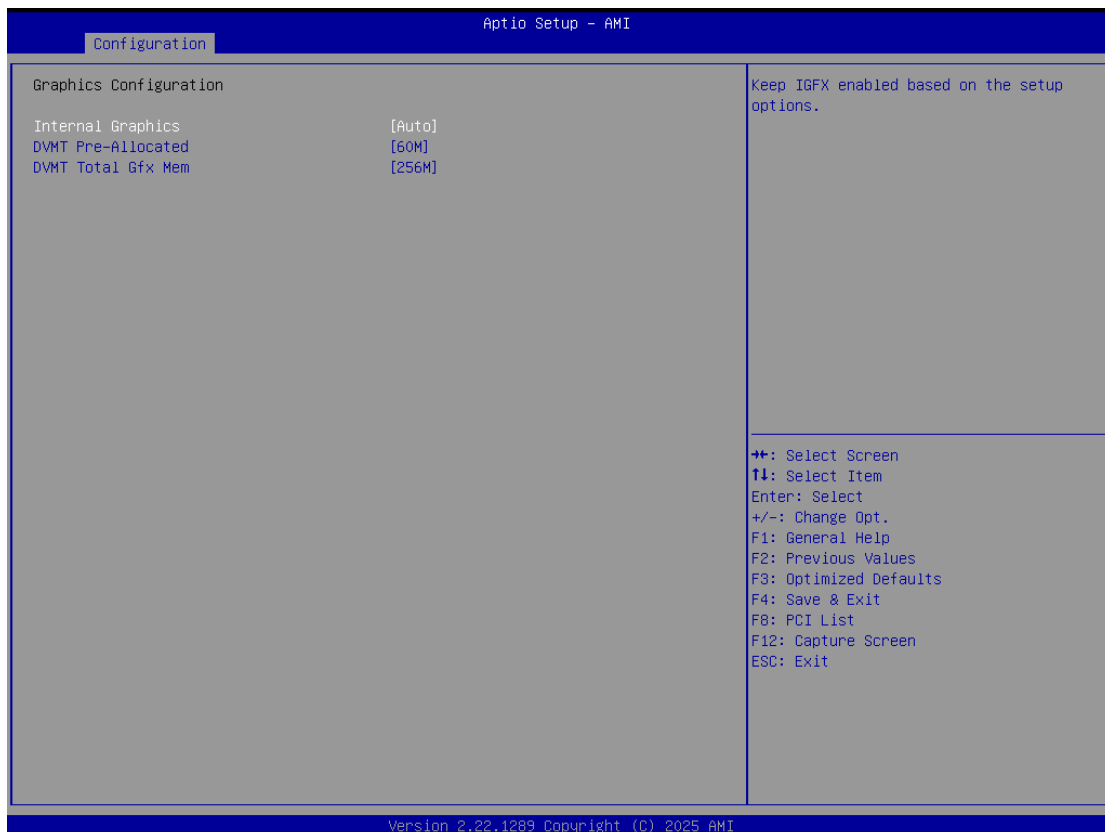 Aptio Setup – AMI
Configuration
Graphics Configuration
Internal Graphics [Auto]
DVMT Pre-Allocated [60M]
DVMT Total Gfx Mem [256M]
Keep IGFX enabled based on the setup
options.
→←: Select Screen
↑↓: Select Item
Enter: Select
+/-: Change Opt.
F1: General Help
F2: Previous Values
F3: Optimized Defaults
F4: Save & Exit
F8: PCI List
F12: Capture Screen
ESC: Exit
Version 2.22.1289 Copyright (C) 2025 AMI